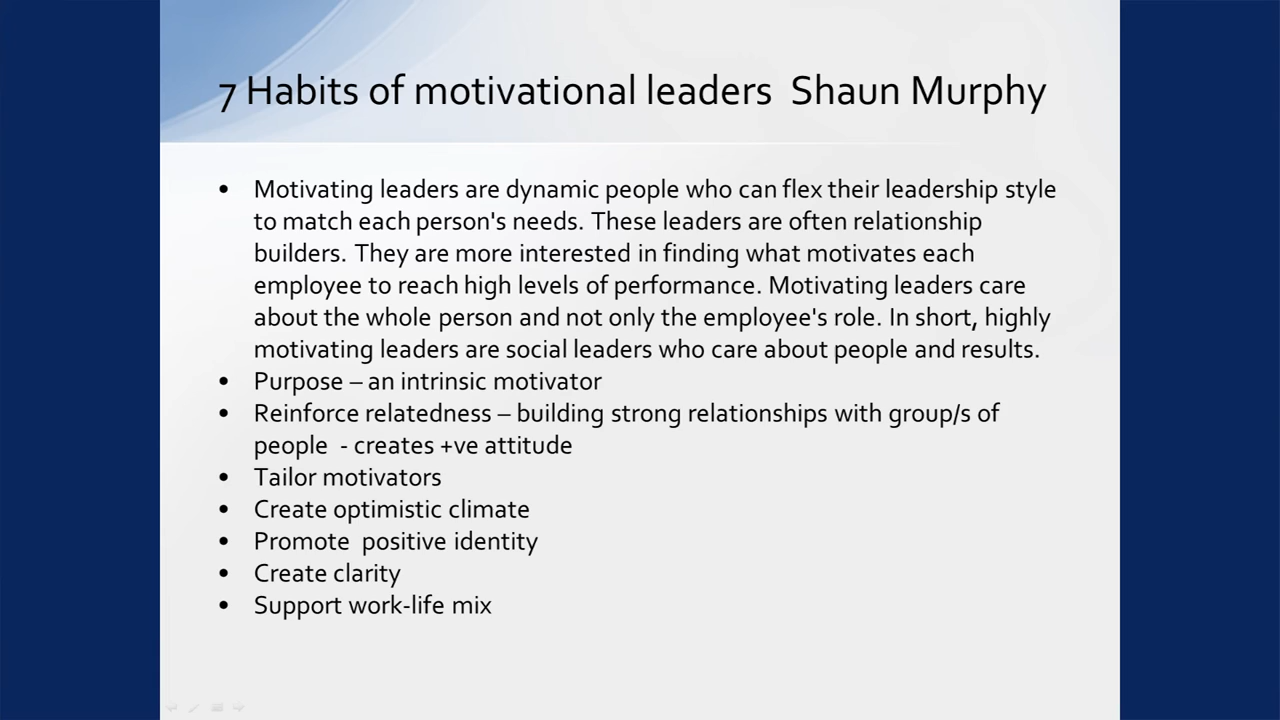 7 Habits of motivational leaders  Shaun Murphy
• Motivating leaders are dynamic people who can flex their leadership style
to match each person's needs. These leaders are often relationship
builders. They are more interested in finding what motivates each
employee to reach high levels of performance. Motivating leaders care
about the whole person and not only the employee's role. In short, highly
motivating leaders are social leaders who care about people and results.
• Purpose – an intrinsic motivator
• Reinforce relatedness – building strong relationships with group/s of
people  - creates +ve attitude
• Tailor motivators
• Create optimistic climate
• Promote  positive identity
• Create clarity
• Support work-life mix